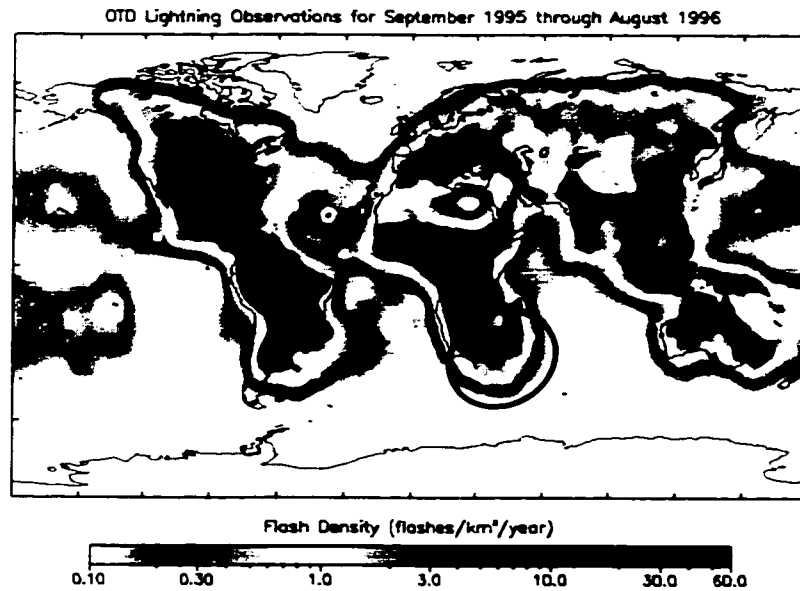 OTD Lightning Observations for September 1995 through August 1996
Flash Density (flashes/km²/year)
0.10 0.30 1.0 3.0 10.0 30.0 60.0